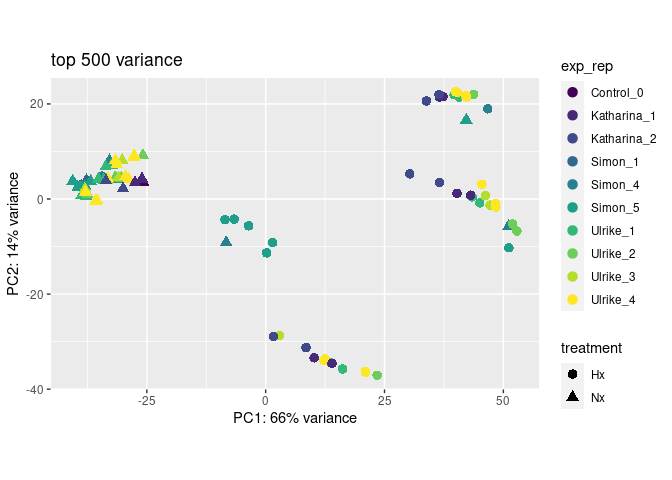 top 500 variance
20
0
-20
-40
PC2: 14% variance
-25
0
25
50
PC1: 66% variance
exp_rep
Control_0
Katharina_1
Katharina_2
Simon_1
Simon_4
Simon_5
Ulrike_1
Ulrike_2
Ulrike_3
Ulrike_4
treatment
Hx
Nx